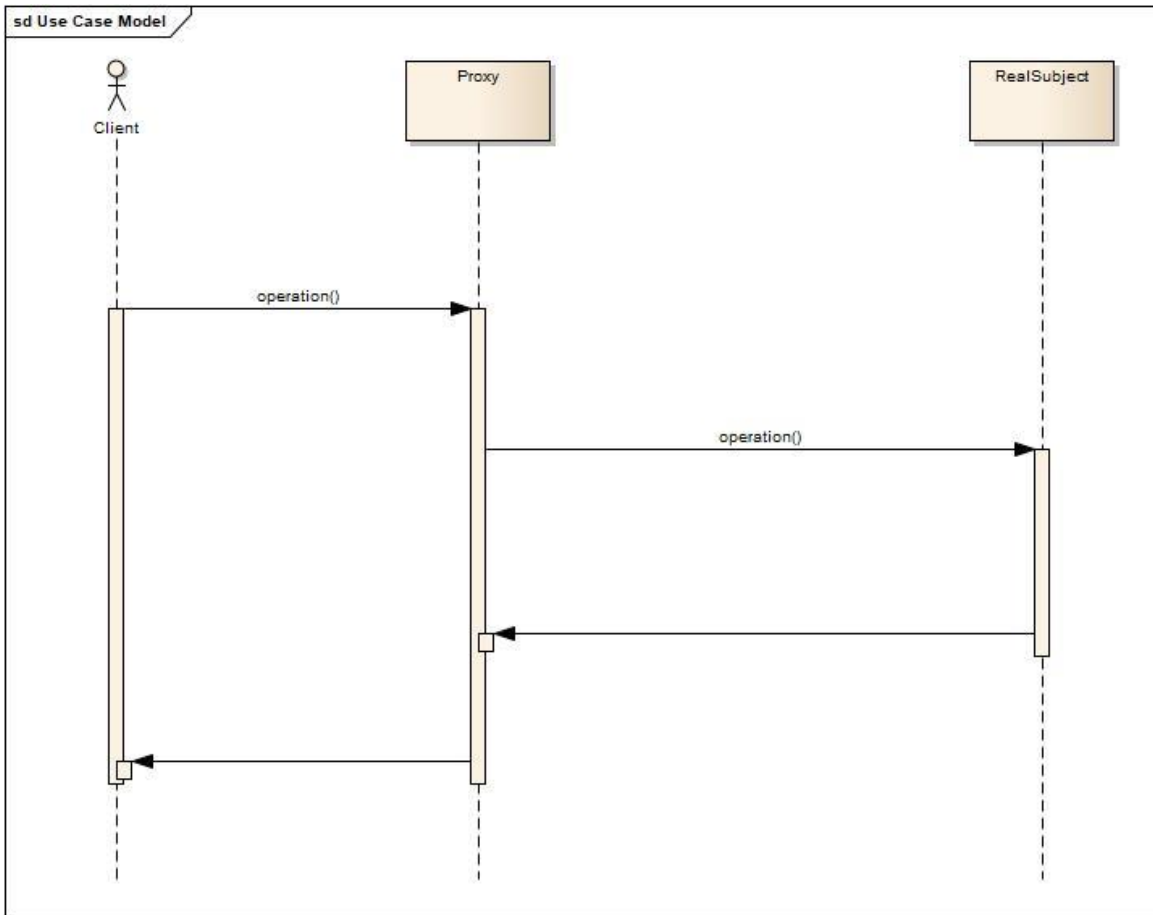 sd Use Case Model
Proxy
RealSubject
Client
operation()
operation()